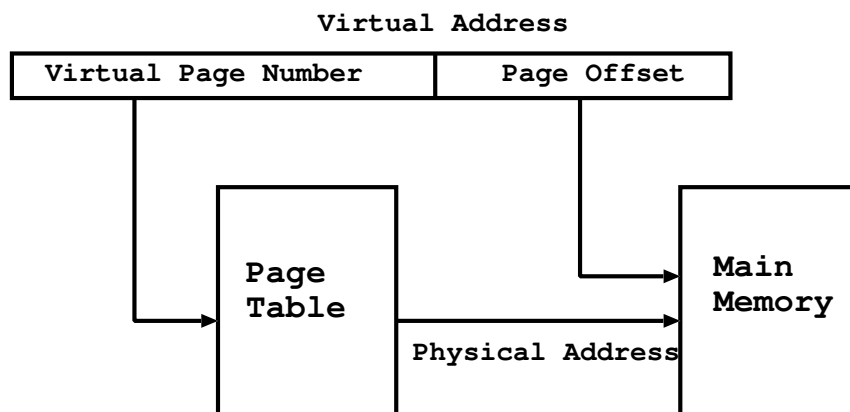 Virtual Address
Virtual Page Number
Page Offset
Page
Table
Main
Memory
Physical Address